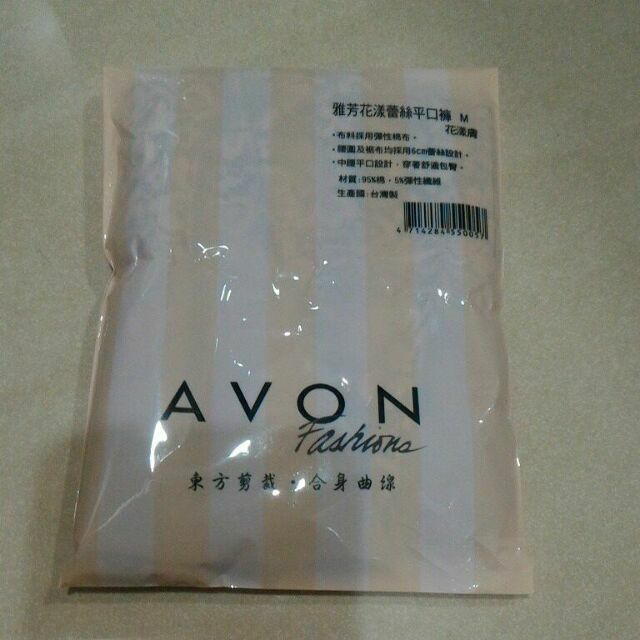 雅芳花漾蕾絲平口褲 M
花漾膚
•布料採用彈性棉布。
•腰圍及裾布均採用6cm蕾絲設計。
•中腰平口設計,穿著舒適包臀。
材質:95%棉,5%彈性纖維
生產國:台灣製
AVON
Fashions
東方剪裁•合身曲線